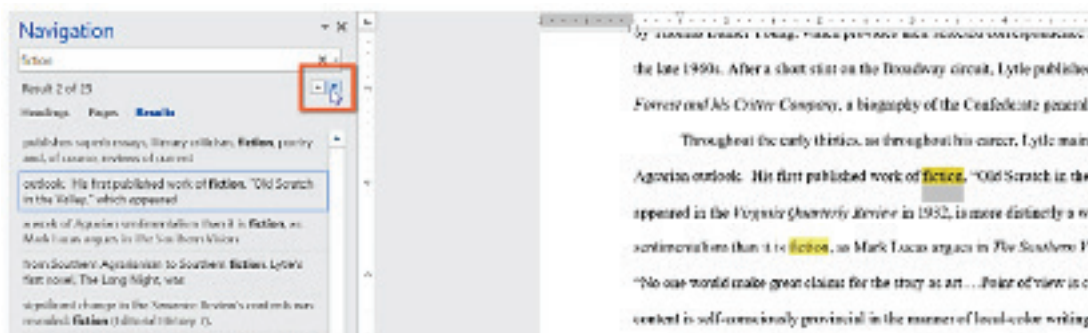 Navigation
fiction
Result 2 of 25
Headings Pages Results
publishes superb essays, literary criticism, fiction, poetry
and, of course, reviews of current
outlook. His first published work of fiction, "Old Scratch
in the Valley," which appeared
a work of Agrarian sentimentalism than it is fiction, as
Mark Lucas argues in The Southern Vision
from Southern Agrarianism to Southern fiction. Lytle's
first novel, The Long Night, was
significant change in the Sewanee Review's contents was
revealed: fiction (Editorial History 7).
the late 1960s. After a short stint on the Broadway circuit, Lytle published
Forrest and his Critter Company, a biography of the Confederate general
Throughout the early thirties, as throughout his career, Lytle
Agrarian outlook. His first published work of fiction, "Old Scratch in the
appeared in the Virginia Quarterly Review in 1932, is more distinctly a
sentimentalism than it is fiction, as Mark Lucas argues in The Southern
"No one would make great claims for the story as art…Point of view is
content is self-consciously provincial in the manner of local-color writing